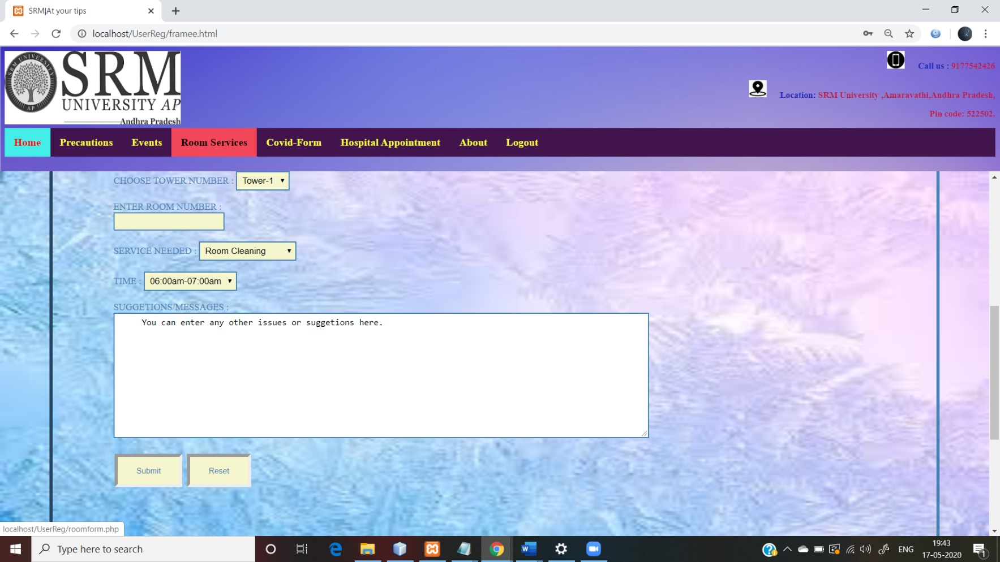 SRM|At your tips
localhost/UserReg/framee.html
SRM UNIVERSITY
AP
SRM
UNIVERSITY AP
Andhra Pradesh
Call us : 9177542426
Location: SRM University ,Amaravathi,Andhra Pradesh,
Pin code: 522502.
Home Precautions Events Room Services Covid-Form Hospital Appointment About Logout
CHOOSE TOWER NUMBER : Tower-1
ENTER ROOM NUMBER :
SERVICE NEEDED : Room Cleaning
TIME : 06:00am-07:00am
SUGGETIONS/MESSAGES :
You can enter any other issues or suggetions here.
Submit Reset
localhost/UserReg/roomform.php
Type here to search
ENG
19:43
17-05-2020
1